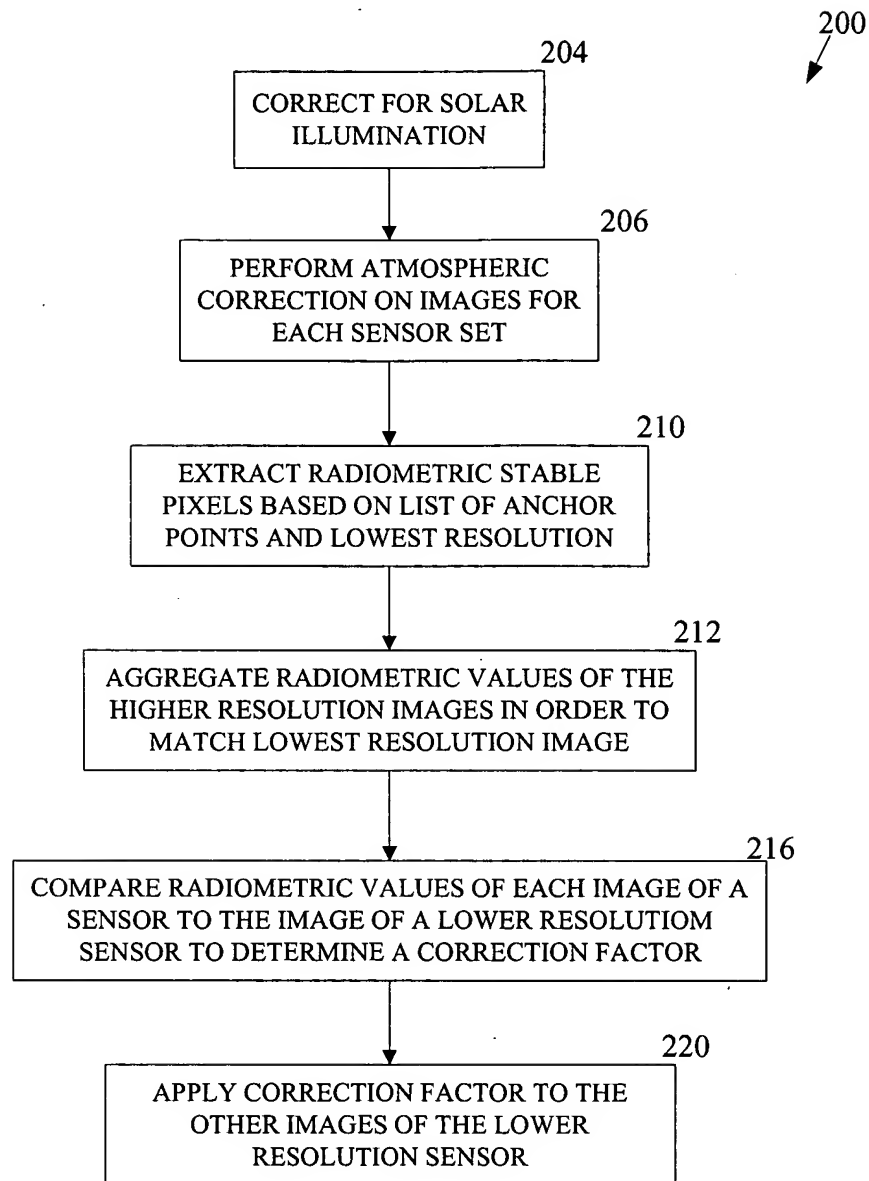 200
204
CORRECT FOR SOLAR
ILLUMINATION
206
PERFORM ATMOSPHERIC
CORRECTION ON IMAGES FOR
EACH SENSOR SET
210
EXTRACT RADIOMETRIC STABLE
PIXELS BASED ON LIST OF ANCHOR
POINTS AND LOWEST RESOLUTION
212
AGGREGATE RADIOMETRIC VALUES OF THE
HIGHER RESOLUTION IMAGES IN ORDER TO
MATCH LOWEST RESOLUTION IMAGE
216
COMPARE RADIOMETRIC VALUES OF EACH IMAGE OF A
SENSOR TO THE IMAGE OF A LOWER RESOLUTIOM
SENSOR TO DETERMINE A CORRECTION FACTOR
220
APPLY CORRECTION FACTOR TO THE
OTHER IMAGES OF THE LOWER
RESOLUTION SENSOR